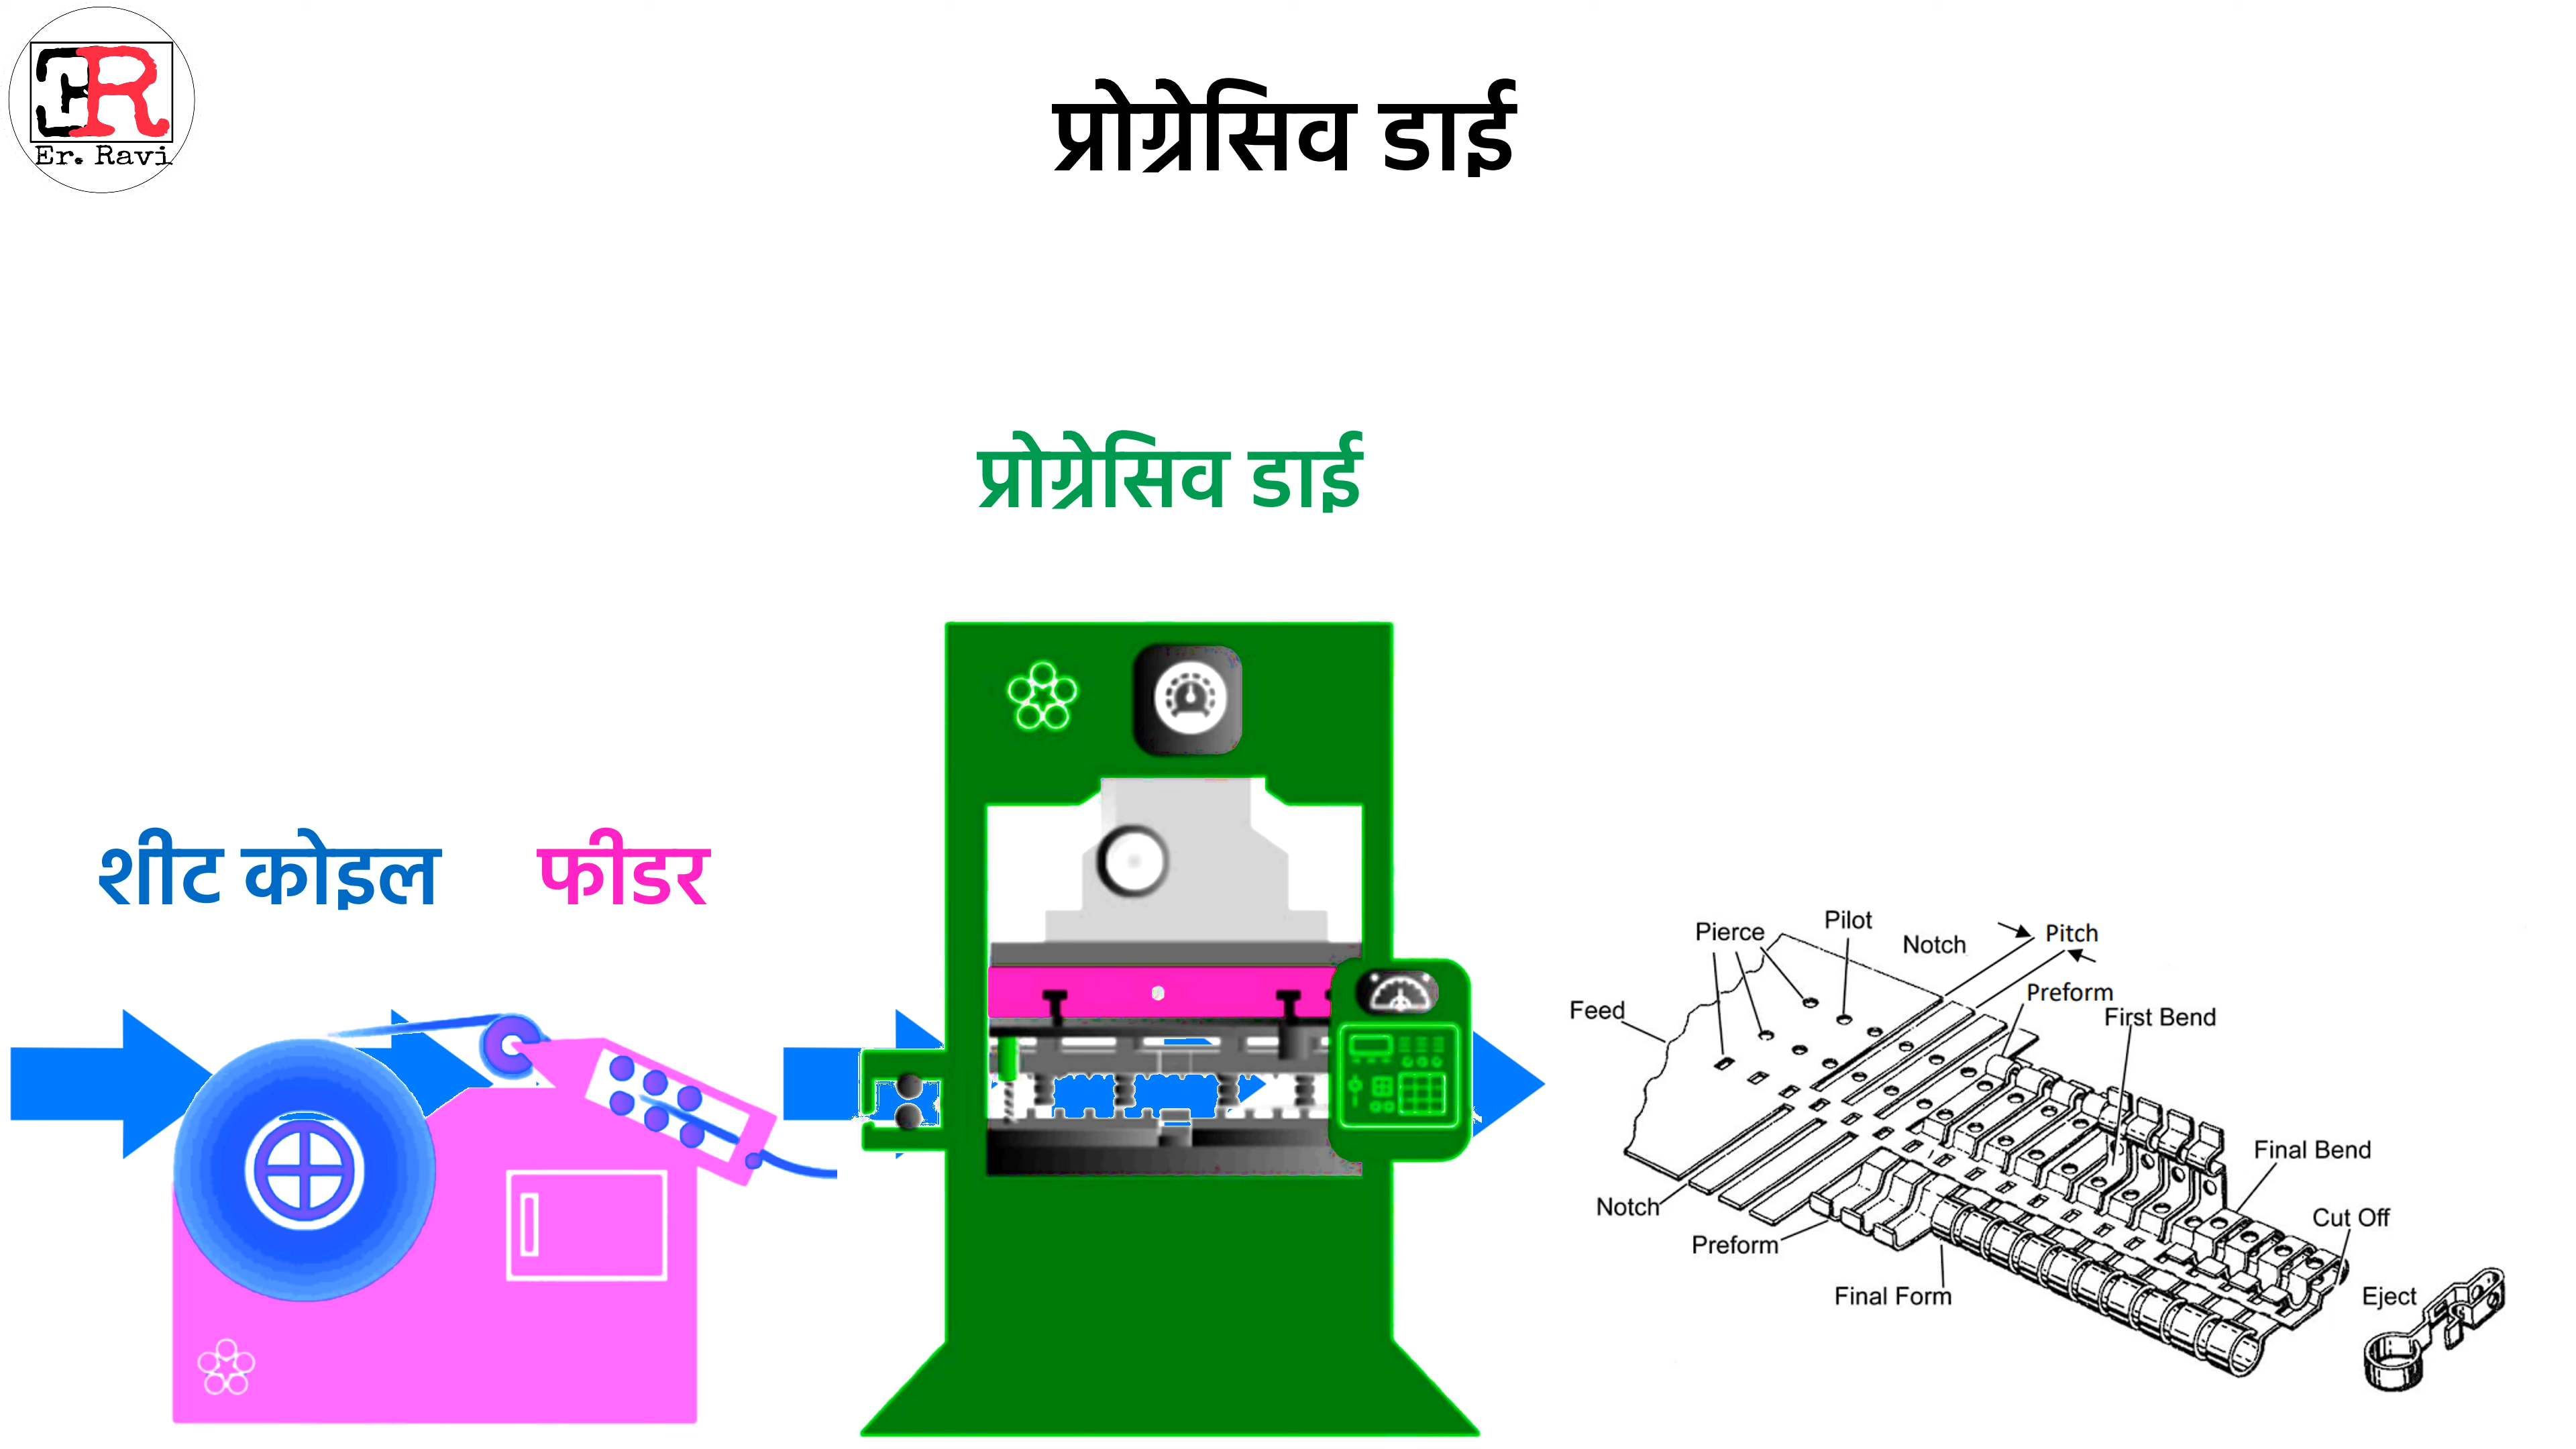 ER
Er. Ravi
प्रोग्रेसिव डाई
प्रोग्रेसिव डाई
शीट कोइल
फीडर
Pierce
Pilot
Notch
Pitch
Feed
Preform
First Bend
Final Bend
Notch
Cut Off
Preform
Final Form
Eject